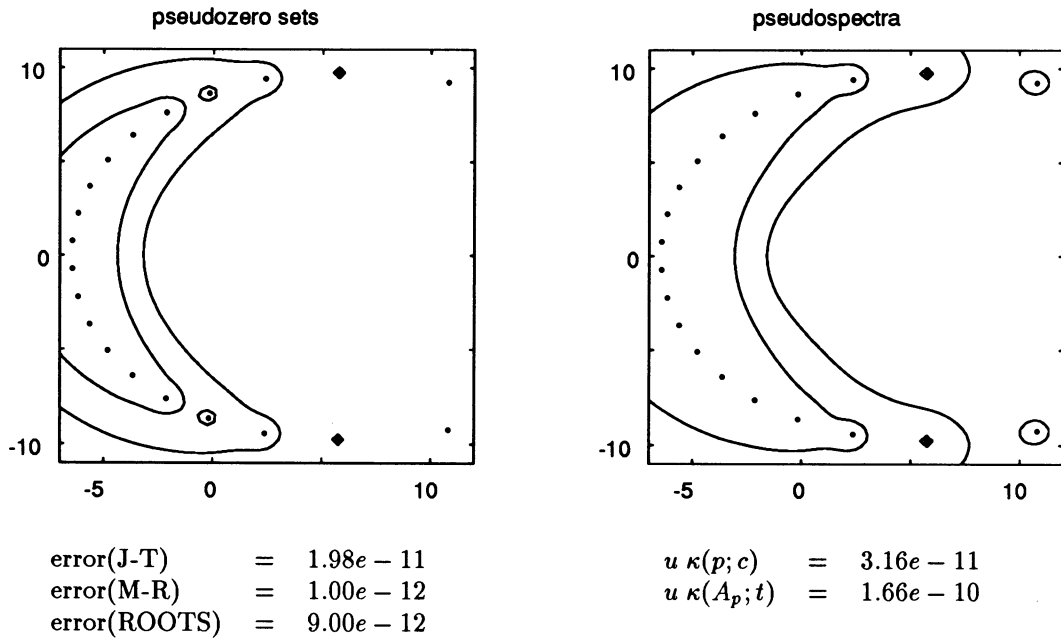 pseudozero sets
pseudospectra
10
0
-10
-5
0
10
10
0
-10
-5
0
10
error(J-T) = 1.98e − 11
error(M-R) = 1.00e − 12
error(ROOTS) = 9.00e − 12
u κ(p; c) = 3.16e − 11
u κ(A_p; t) = 1.66e − 10